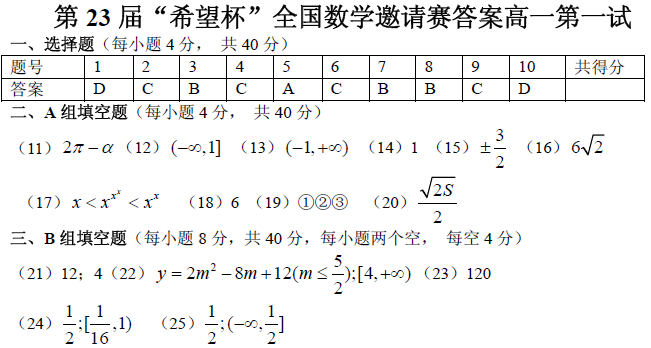 第 23 届“希望杯”全国数学邀请赛答案高一第一试
一、选择题（每小题 4 分， 共 40 分）
题号 1 2 3 4 5 6 7 8 9 10 共得分
答案 D C B C A C B B C D
二、A 组填空题（每小题 4 分， 共 40 分）
（11） 2π−α （12） (−∞,1] （13） (−1,+∞) （14）1 （15） ±3/2 （16） 6√2
（17） x < x^{x^x} < x^x （18）6 （19）①②③ （20） √(2S)/2
三、B 组填空题（每小题 8 分，共 40 分，每小题两个空， 每空 4 分）
（21）12；4（22） y = 2m² − 8m + 12(m ≤ 5/2);[4,+∞) （23）120
（24） 1/2;[1/16,1) （25） 1/2;(−∞,1/2]